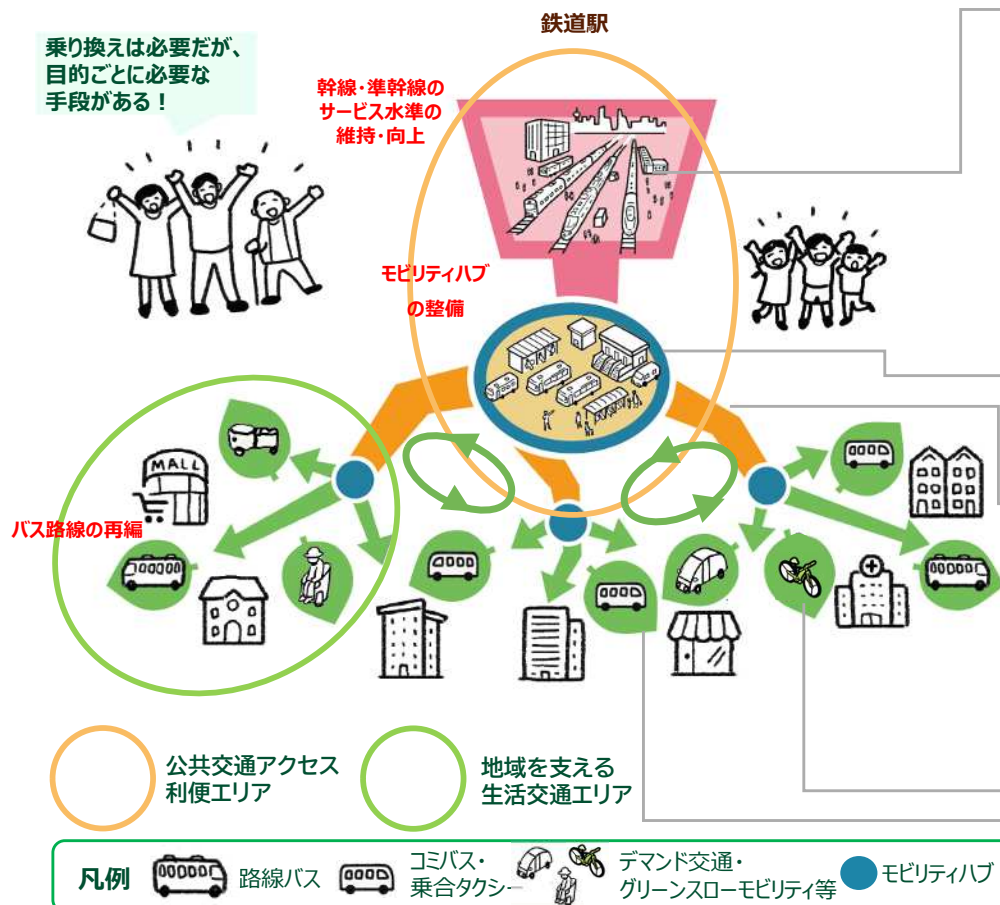 鉄道駅
乗り換えは必要だが、
目的ごとに必要な
手段がある！
幹線・準幹線の
サービス水準の
維持・向上
モビリティハブ
の整備
MALL
バス路線の再編
公共交通アクセス
利便エリア
地域を支える
生活交通エリア
凡例
路線バス
コミバス・
乗合タクシー
デマンド交通・
グリーンスローモビリティ等
モビリティハブ